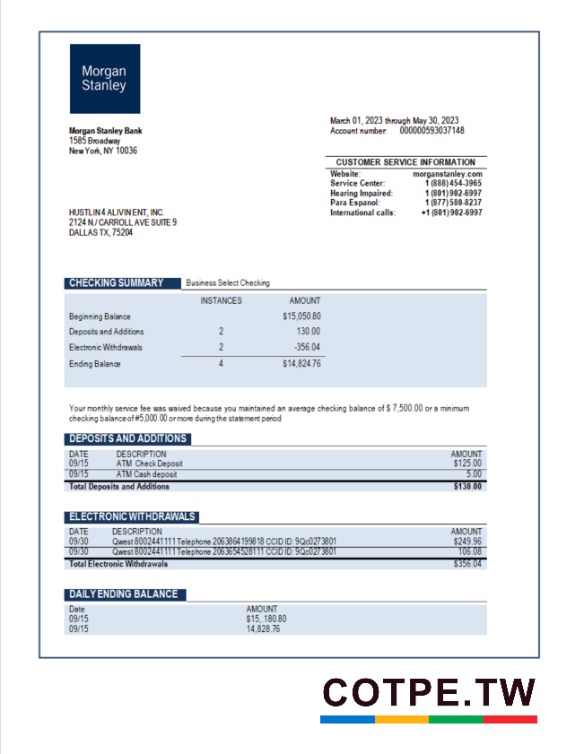 Morgan
Stanley
Morgan Stanley Bank
1585 Broadway
New York, NY 10036
March 01, 2023 through May 30, 2023
Account number: 000000593037148
CUSTOMER SERVICE INFORMATION
Website: morganstanley.com
Service Center: 1 (888) 454-3965
Hearing Impaired: 1 (801) 902-6997
Para Espanol: 1 (877) 580-8237
International calls: +1 (801) 902-6997
HUSTLIN 4 ALIVIN ENT, INC.
2124 N./ CARROLL AVE SUITE 9
DALLAS TX, 75204
CHECKING SUMMARY Business Select Checking
INSTANCES AMOUNT
Beginning Balance $15,050.80
Deposits and Additions 2 130.00
Electronic Withdrawals 2 -356.04
Ending Balance 4 $14,824.76
Your monthly service fee was waived because you maintained an average checking balance of $ 7,500.00 or a minimum
checking balance of #5,000.00 or more during the statement period
DEPOSITS AND ADDITIONS
DATE DESCRIPTION AMOUNT
09/15 ATM Check Deposit $125.00
09/15 ATM Cash deposit 5.00
Total Deposits and Additions $130.00
ELECTRONIC WITHDRAWALS
DATE DESCRIPTION AMOUNT
09/30 Qwest 8002441111 Telephone 2063864199818 CCID ID: 9Qc0273801 $249.96
09/30 Qwest 8002441111 Telephone 2063654528111 CCID ID: 9Qc0273801 106.08
Total Electronic Withdrawals $356.04
DAILY ENDING BALANCE
Date AMOUNT
09/15 $15,.180.80
09/15 14,828.76
COTPE.TW